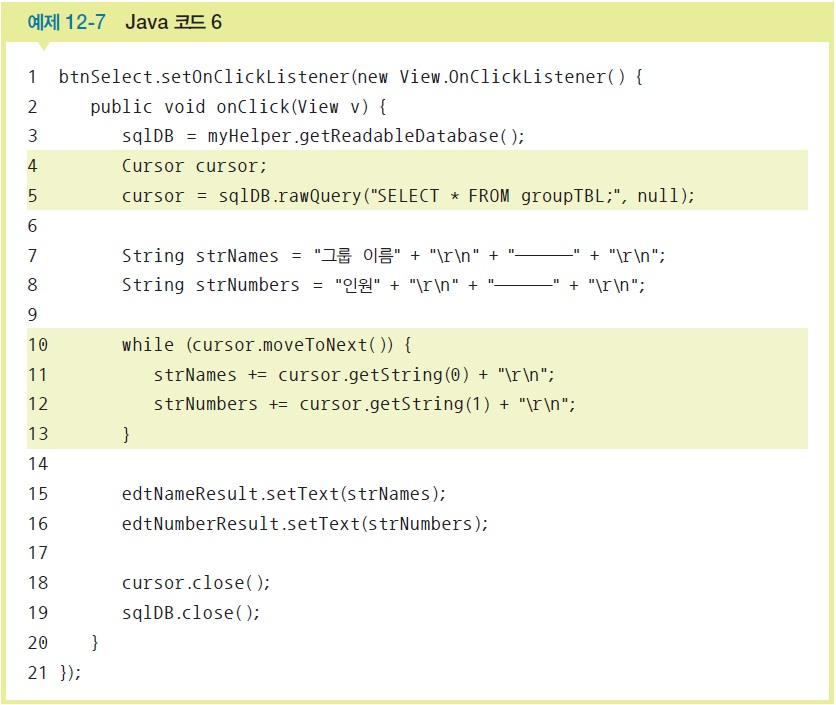 예제 12-7 Java 코드 6
1 btnSelect.setOnClickListener(new View.OnClickListener() {
2 public void onClick(View v) {
3 sqlDB = myHelper.getReadableDatabase();
4 Cursor cursor;
5 cursor = sqlDB.rawQuery("SELECT * FROM groupTBL;", null);
6
7 String strNames = "그룹 이름" + "\r\n" + "──────" + "\r\n";
8 String strNumbers = "인원" + "\r\n" + "──────" + "\r\n";
9
10 while (cursor.moveToNext()) {
11 strNames += cursor.getString(0) + "\r\n";
12 strNumbers += cursor.getString(1) + "\r\n";
13 }
14
15 edtNameResult.setText(strNames);
16 edtNumberResult.setText(strNumbers);
17
18 cursor.close();
19 sqlDB.close();
20 }
21 });